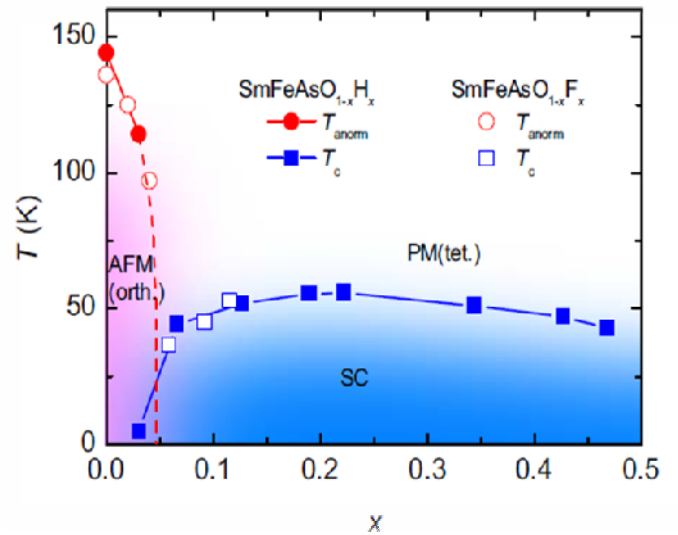 150
100
50
0
T (K)
0.0 0.1 0.2 0.3 0.4 0.5
x
SmFeAsO1-xHx
Tanorm
Tc
SmFeAsO1-xFx
Tanorm
Tc
AFM
(orth.)
PM(tet.)
SC